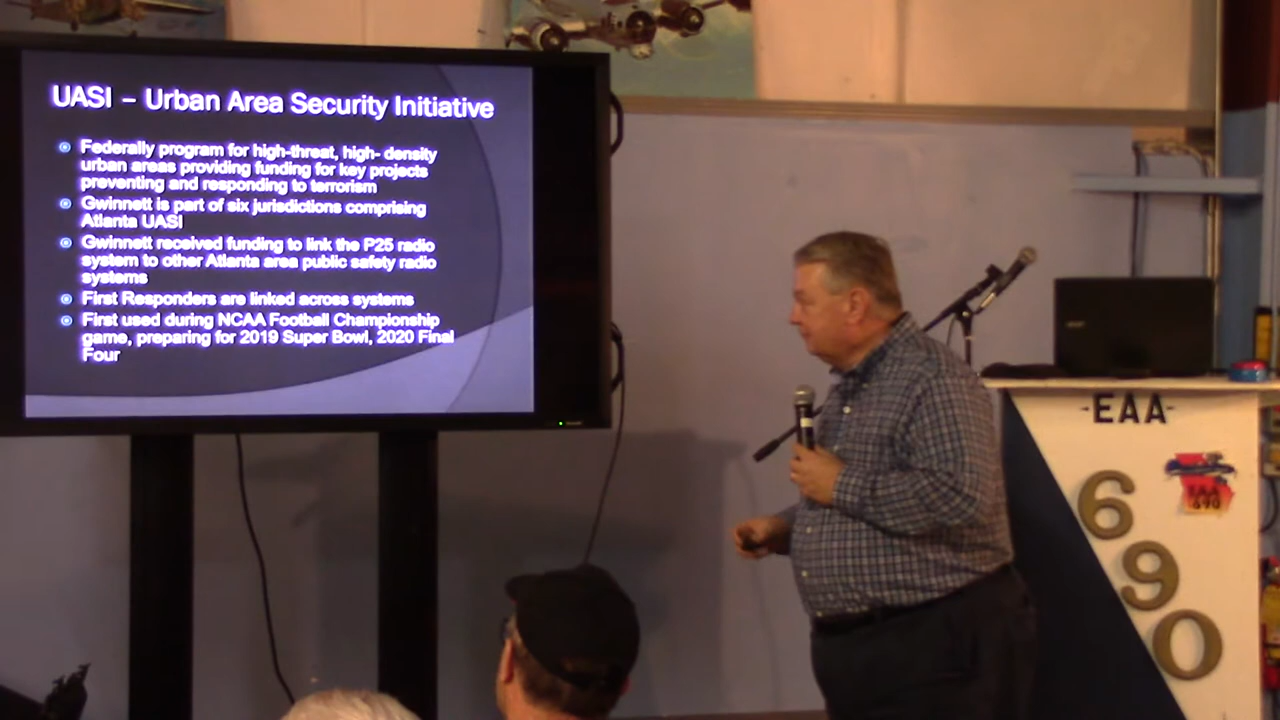 UASI – Urban Area Security Initiative
Federally program for high-threat, high- density
urban areas providing funding for key projects
preventing and responding to terrorism
Gwinnett is part of six jurisdictions comprising
Atlanta UASI
Gwinnett received funding to link the P25 radio
system to other Atlanta area public safety radio
systems
First Responders are linked across systems
First used during NCAA Football Championship
game, preparing for 2019 Super Bowl, 2020 Final
Four
-EAA-
690
EAA
690